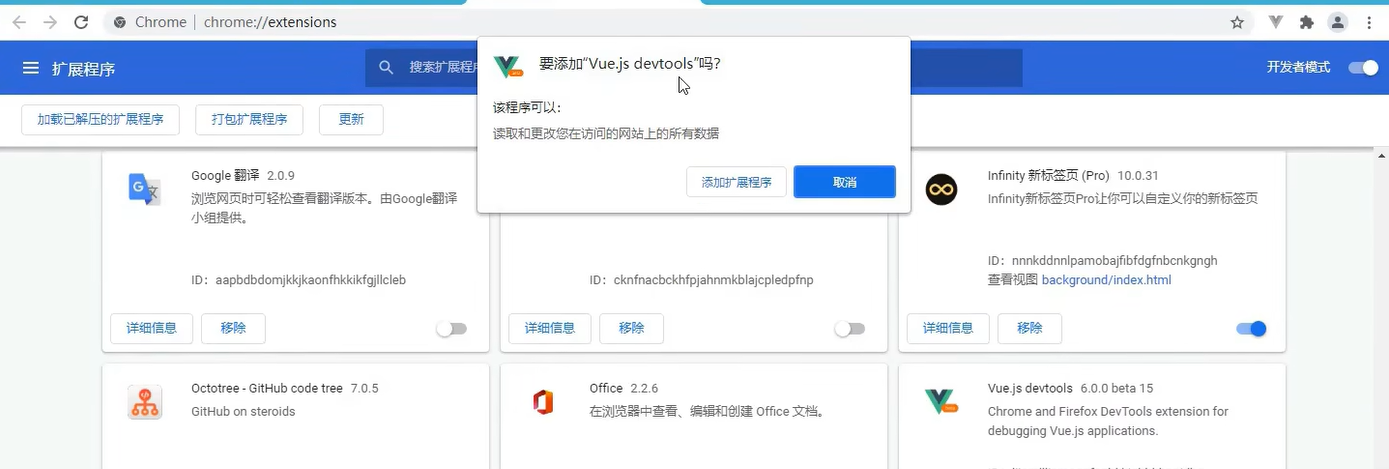 Chrome | chrome://extensions
扩展程序
搜索扩展程
开发者模式
要添加“Vue.js devtools”吗?
该程序可以：
读取和更改您在访问的网站上的所有数据
添加扩展程序
取消
加载已解压的扩展程序
打包扩展程序
更新
Google 翻译 2.0.9
浏览网页时可轻松查看翻译版本。由Google翻译
小组提供。
ID：aapbdbdomjkkjkaonfhkkikfgjllcleb
详细信息
移除
ID：cknfnacbckhfpjahnmkblajcpledpfnp
详细信息
移除
Infinity 新标签页 (Pro) 10.0.31
Infinity新标签页Pro让你可以自定义你的新标签页
ID：nnnkddnnlpamobajfibfdgfnbcnkgngh
查看视图 background/index.html
详细信息
移除
Octotree - GitHub code tree 7.0.5
GitHub on steroids
Office 2.2.6
在浏览器中查看、编辑和创建 Office 文档。
Vue.js devtools 6.0.0 beta 15
Chrome and Firefox DevTools extension for
debugging Vue.js applications.